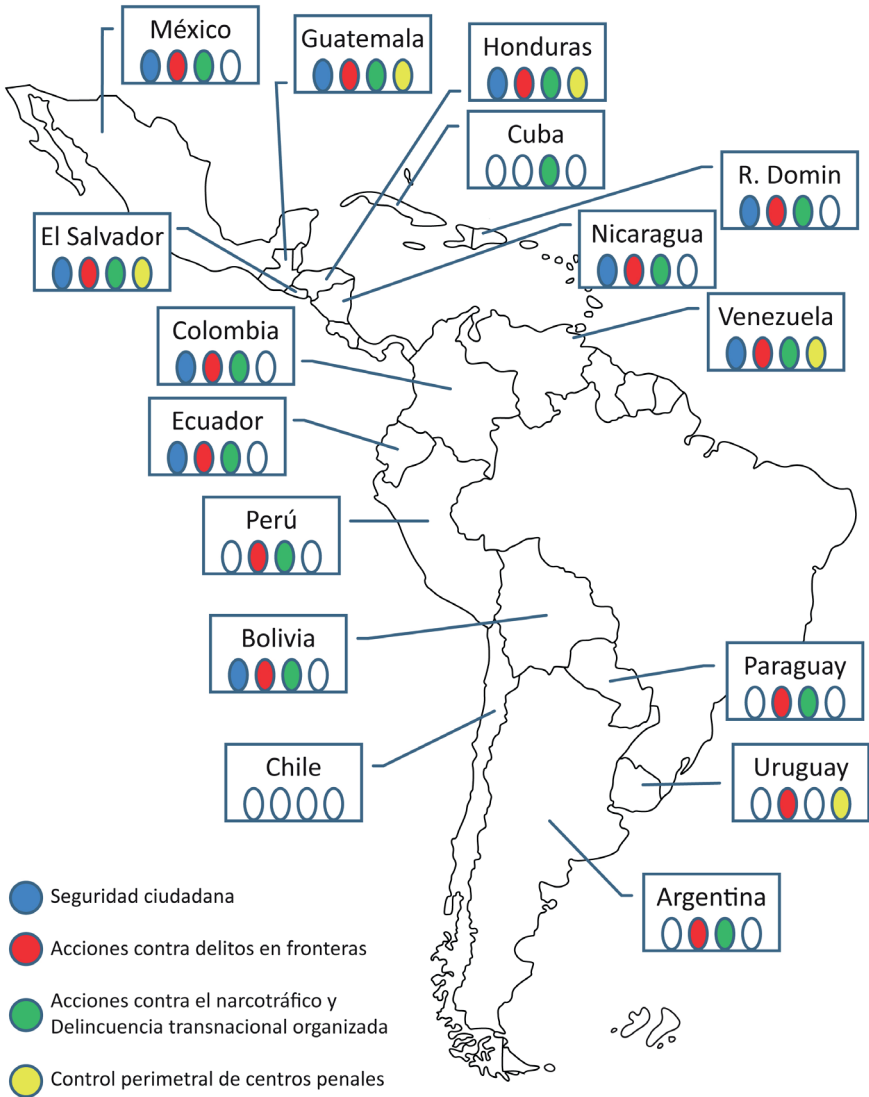 México
Guatemala
Honduras
Cuba
R. Domin
El Salvador
Nicaragua
Venezuela
Colombia
Ecuador
Perú
Bolivia
Paraguay
Chile
Uruguay
Argentina
Seguridad ciudadana
Acciones contra delitos en fronteras
Acciones contra el narcotráfico y
Delincuencia transnacional organizada
Control perimetral de centros penales